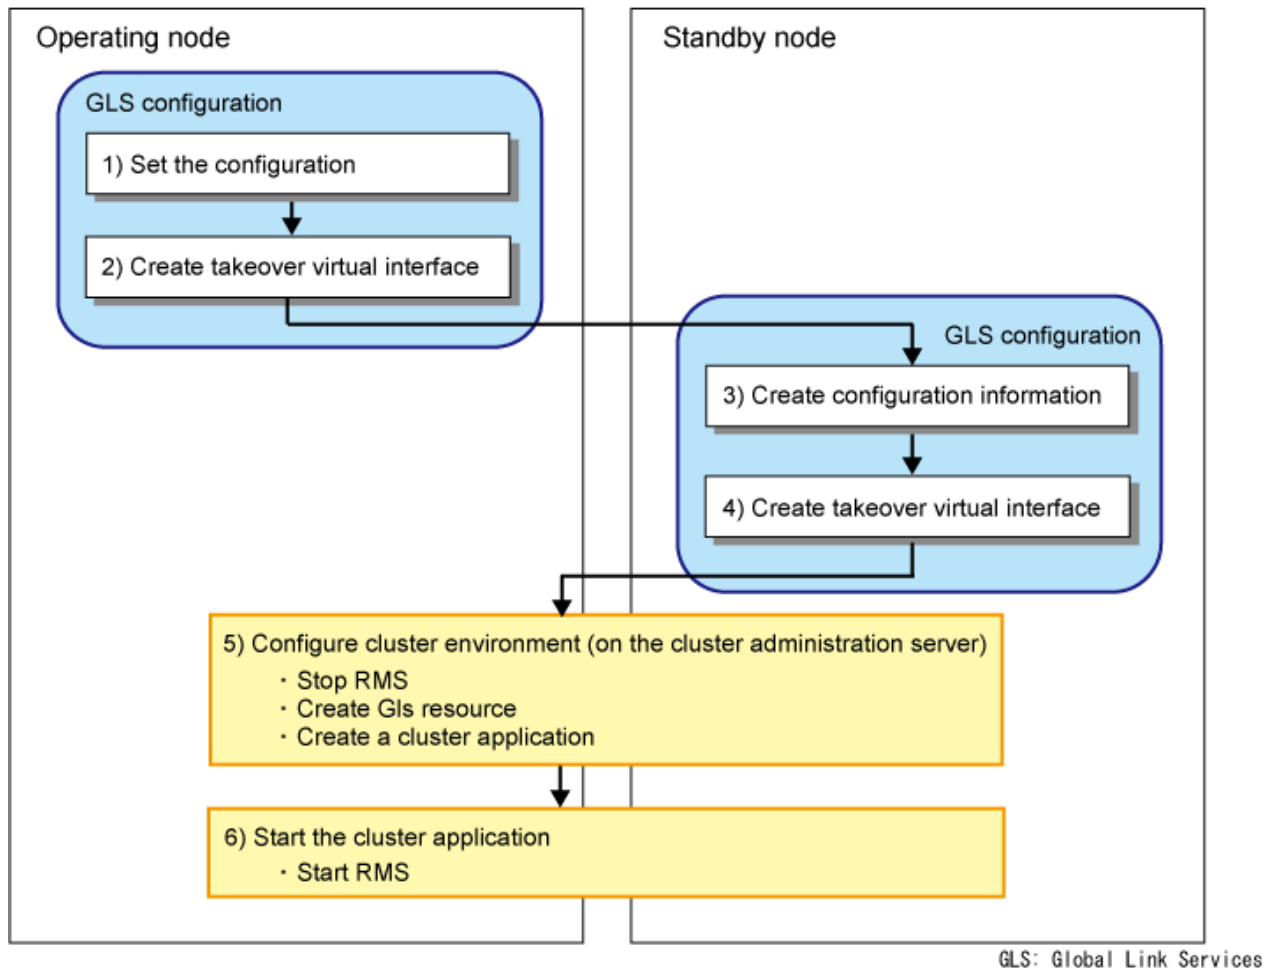 Operating node
Standby node
GLS configuration
1) Set the configuration
2) Create takeover virtual interface
GLS configuration
3) Create configuration information
4) Create takeover virtual interface
5) Configure cluster environment (on the cluster administration server)
・ Stop RMS
・ Create Gls resource
・ Create a cluster application
6) Start the cluster application
・ Start RMS
GLS: Global Link Services